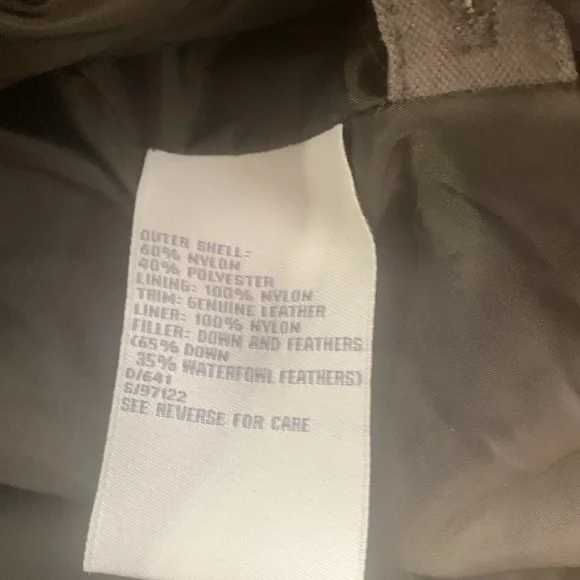 OUTER SHELL:
60% NYLON
40% POLYESTER
LINING: 100% NYLON
TRIM: GENUINE LEATHER
LINER: 100% NYLON
FILLER: DOWN AND FEATHERS
(65% DOWN
35% WATERFOWL FEATHERS)
D/641
S/97122
SEE REVERSE FOR CARE